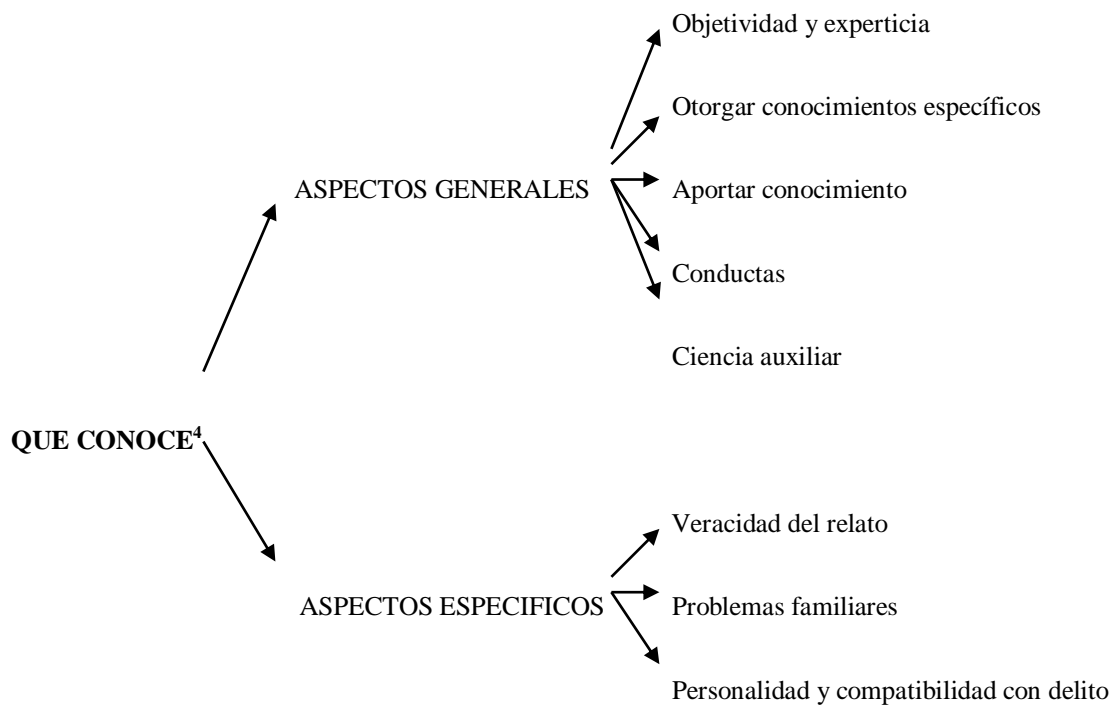 Objetividad y experticia
Otorgar conocimientos específicos
ASPECTOS GENERALES
Aportar conocimiento
Conductas
Ciencia auxiliar
QUE CONOCE⁴
Veracidad del relato
ASPECTOS ESPECIFICOS
Problemas familiares
Personalidad y compatibilidad con delito